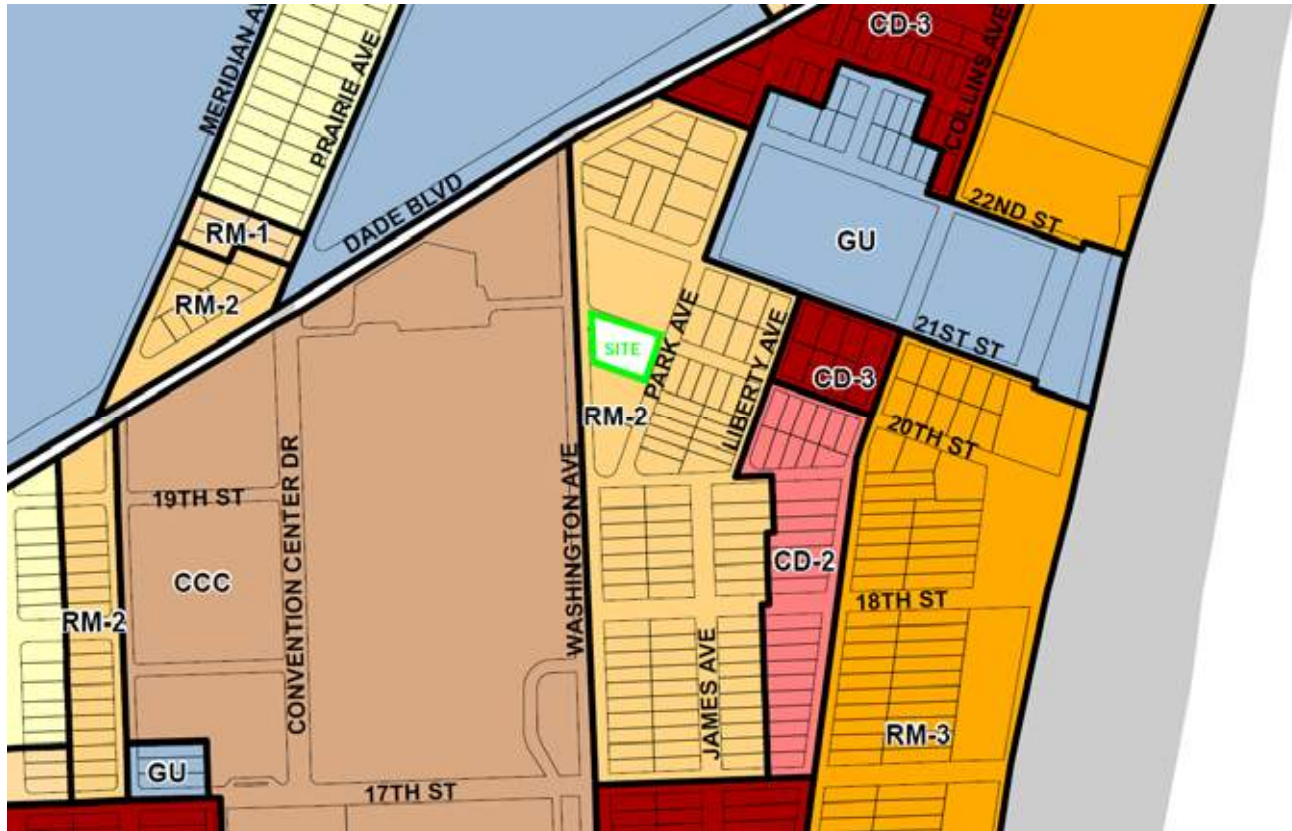 MERIDIAN A
PRAIRIE AVE
CD-3
COLLINS AVE
DADE BLVD
22ND ST
RM-1
GU
RM-2
SITE
PARK AVE
LIBERTY AVE
21ST ST
CD-3
RM-2
20TH ST
19TH ST
CONVENTION CENTER DR
WASHINGTON AVE
CCC
CD-2
18TH ST
RM-2
JAMES AVE
RM-3
GU
17TH ST